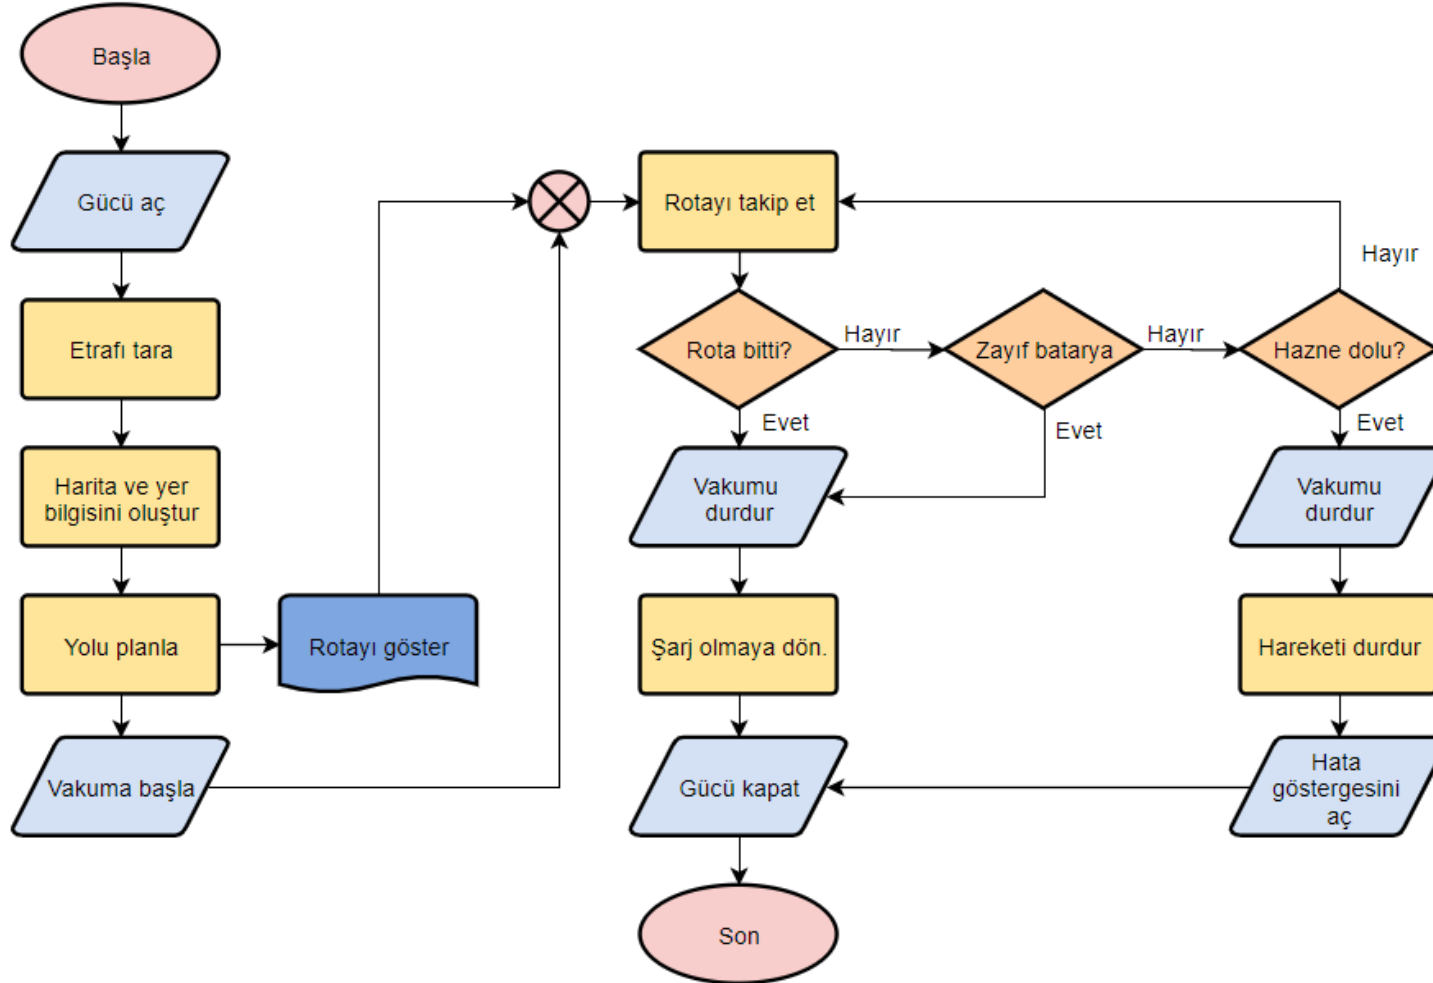 Başla
Gücü aç
Etrafı tara
Harita ve yer
bilgisini oluştur
Yolu planla
Rotayı göster
Vakuma başla
Rotayı takip et
Rota bitti?
Hayır
Zayıf batarya
Hayır
Hazne dolu?
Hayır
Evet
Evet
Evet
Vakumu
durdur
Şarj olmaya dön.
Gücü kapat
Son
Vakumu
durdur
Hareketi durdur
Hata
göstergesini
aç